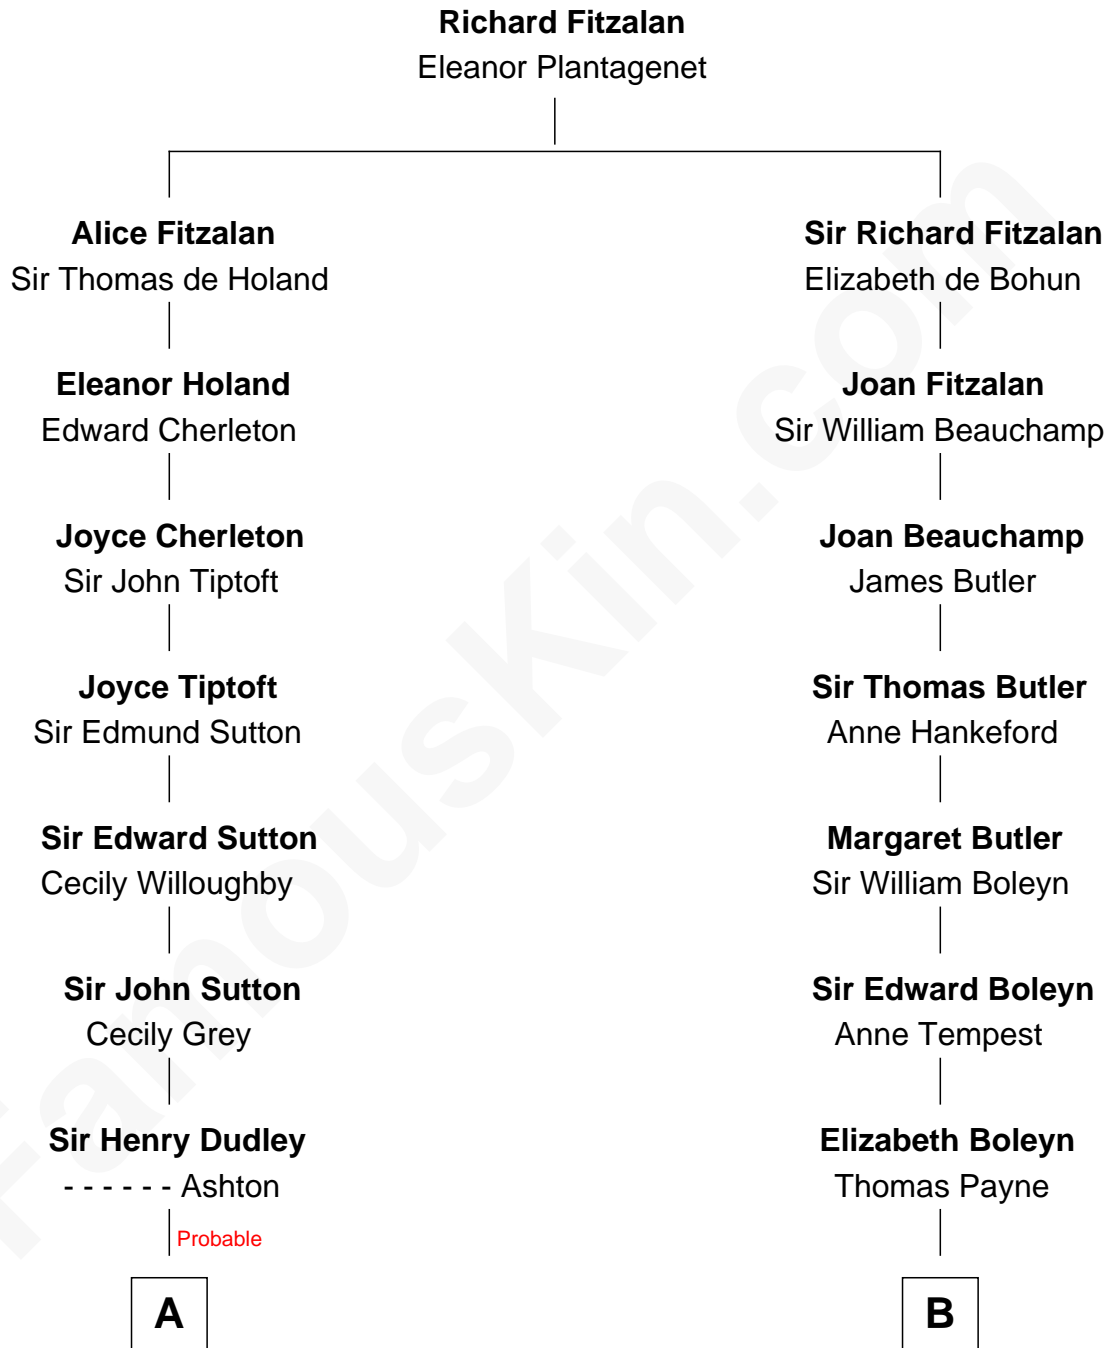 Richard Fitzalan
Eleanor Plantagenet
Alice Fitzalan
Sir Thomas de Holand
Sir Richard Fitzalan
Elizabeth de Bohun
Eleanor Holand
Edward Cherleton
Joan Fitzalan
Sir William Beauchamp
Joyce Cherleton
Sir John Tiptoft
Joan Beauchamp
James Butler
Joyce Tiptoft
Sir Edmund Sutton
Sir Thomas Butler
Anne Hankeford
Sir Edward Sutton
Cecily Willoughby
Margaret Butler
Sir William Boleyn
Sir John Sutton
Cecily Grey
Sir Edward Boleyn
Anne Tempest
Sir Henry Dudley
- - - - - - Ashton
Elizabeth Boleyn
Thomas Payne
Probable
A
B
FamousKin.com